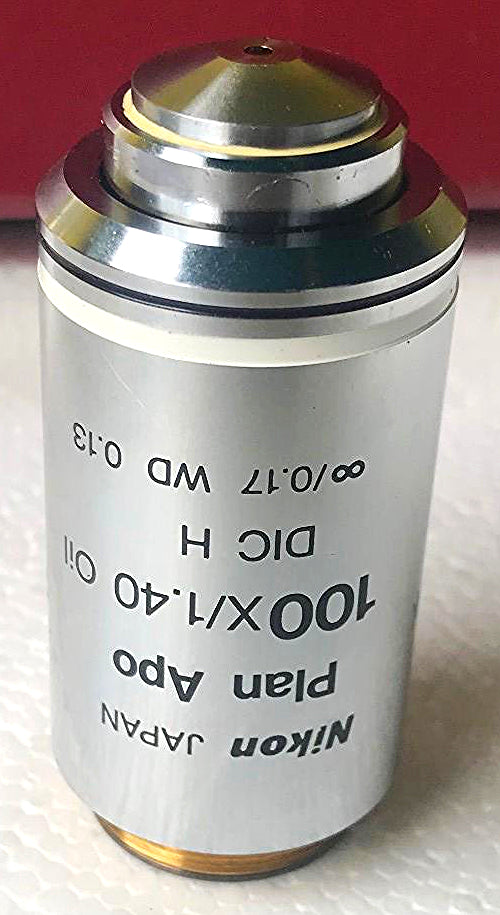 Nikon JAPAN
Plan Apo
100x/1.40 Oil
DIC H
∞/0.17 WD 0.13